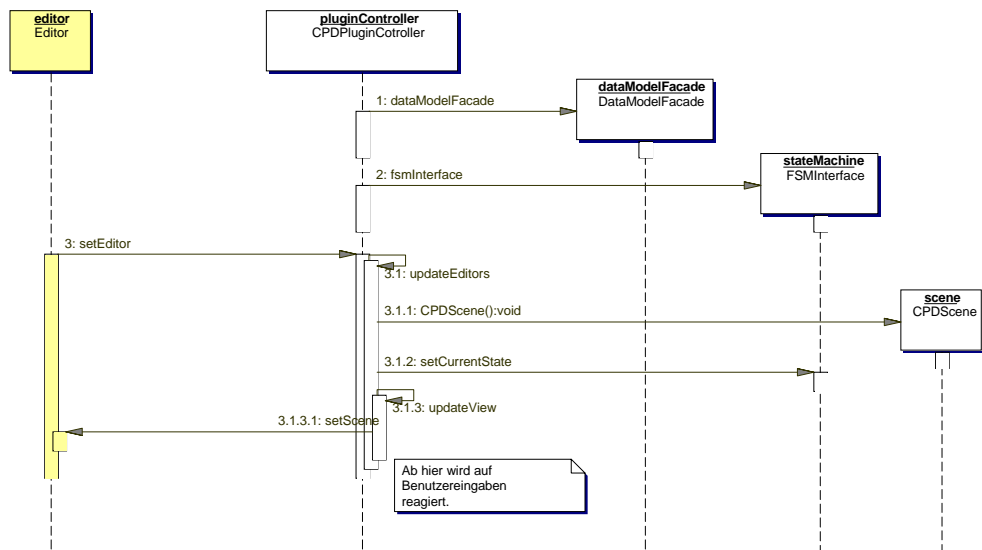 editor
Editor
pluginController
CPDPluginCotroller
1: dataModelFacade
dataModelFacade
DataModelFacade
stateMachine
FSMInterface
2: fsmInterface
3: setEditor
3.1: updateEditors
scene
CPDScene
3.1.1: CPDScene():void
3.1.2: setCurrentState
3.1.3: updateView
3.1.3.1: setScene
Ab hier wird auf
Benutzereingaben
reagiert.